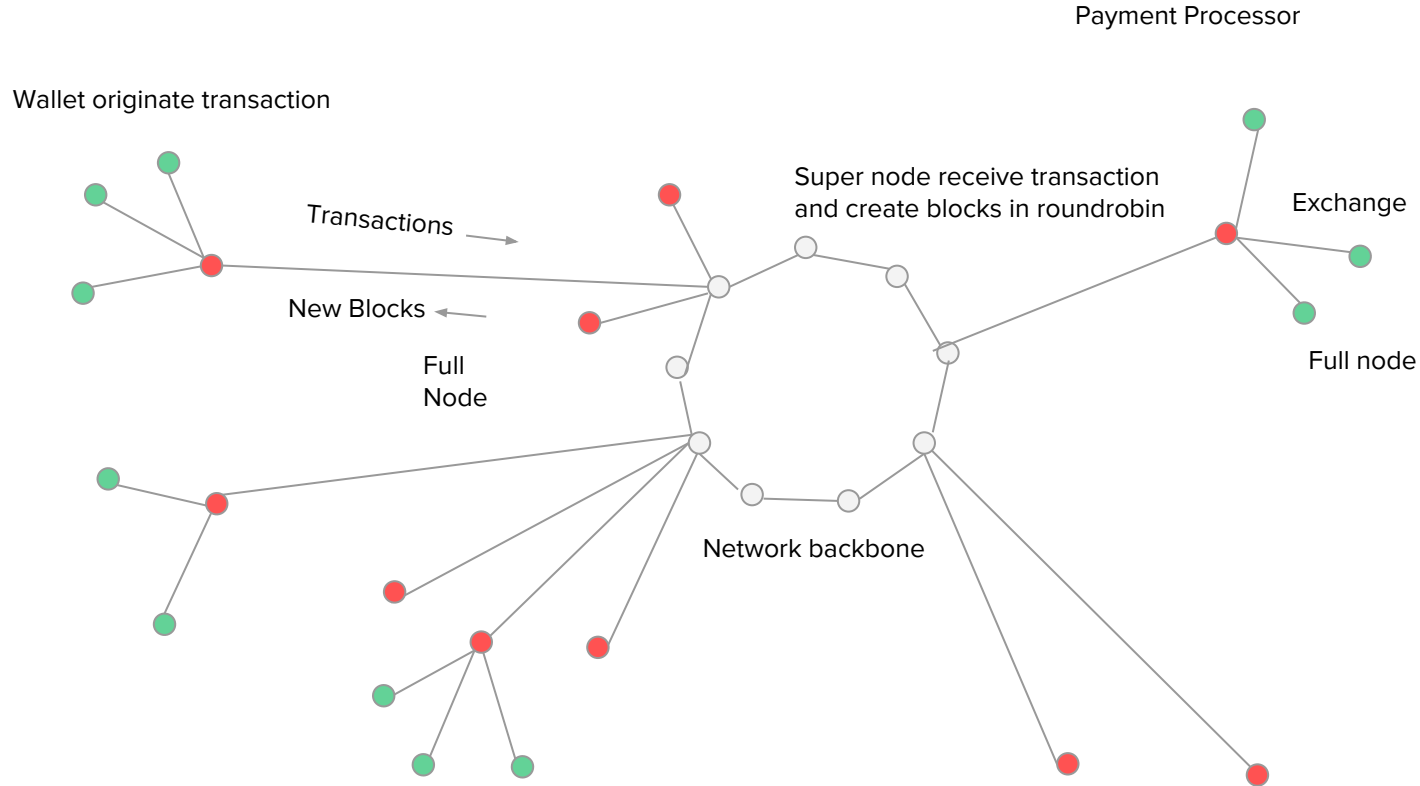 Payment Processor
Wallet originate transaction
Super node receive transaction
and create blocks in roundrobin
Exchange
Transactions
New Blocks
Full
Node
Full node
Network backbone